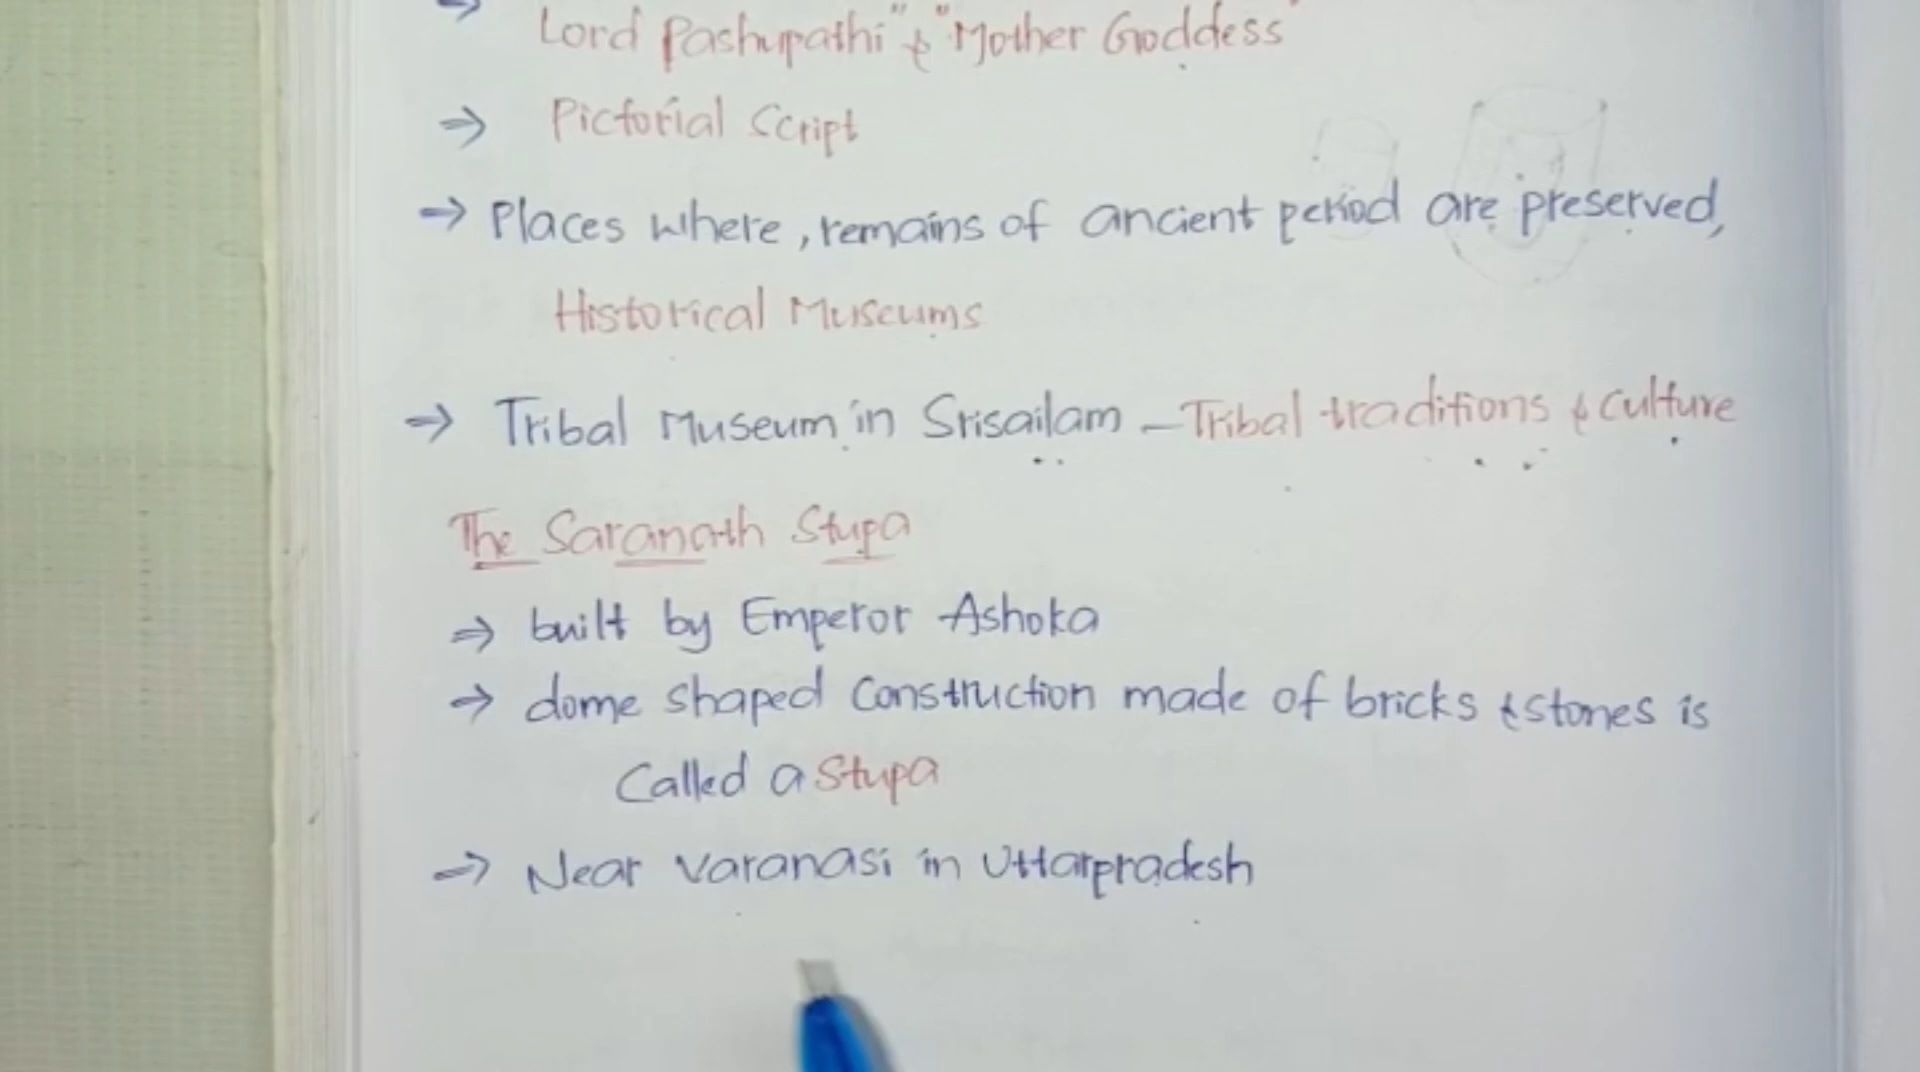 ⇒ Lord Pashupathi" & "Mother Goddess"
⇒ Pictorial Script
⇒ Places where, remains of ancient period are preserved,
Historical Museums
⇒ Tribal Museum in Srisailam - Tribal traditions & Culture
The Saranath Stupa
⇒ built by Emperor Ashoka
⇒ dome shaped Construction made of bricks & stones is
Called a Stupa
⇒ Near Varanasi in Uttarpradesh